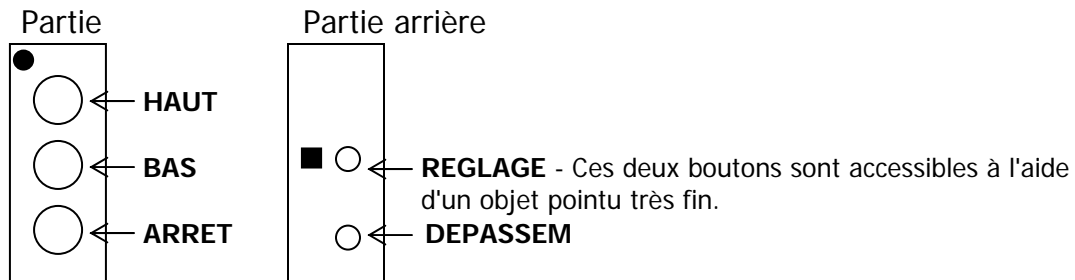 Partie
Partie arrière
HAUT
BAS
ARRET
REGLAGE - Ces deux boutons sont accessibles à l'aide
d'un objet pointu très fin.
DEPASSEM